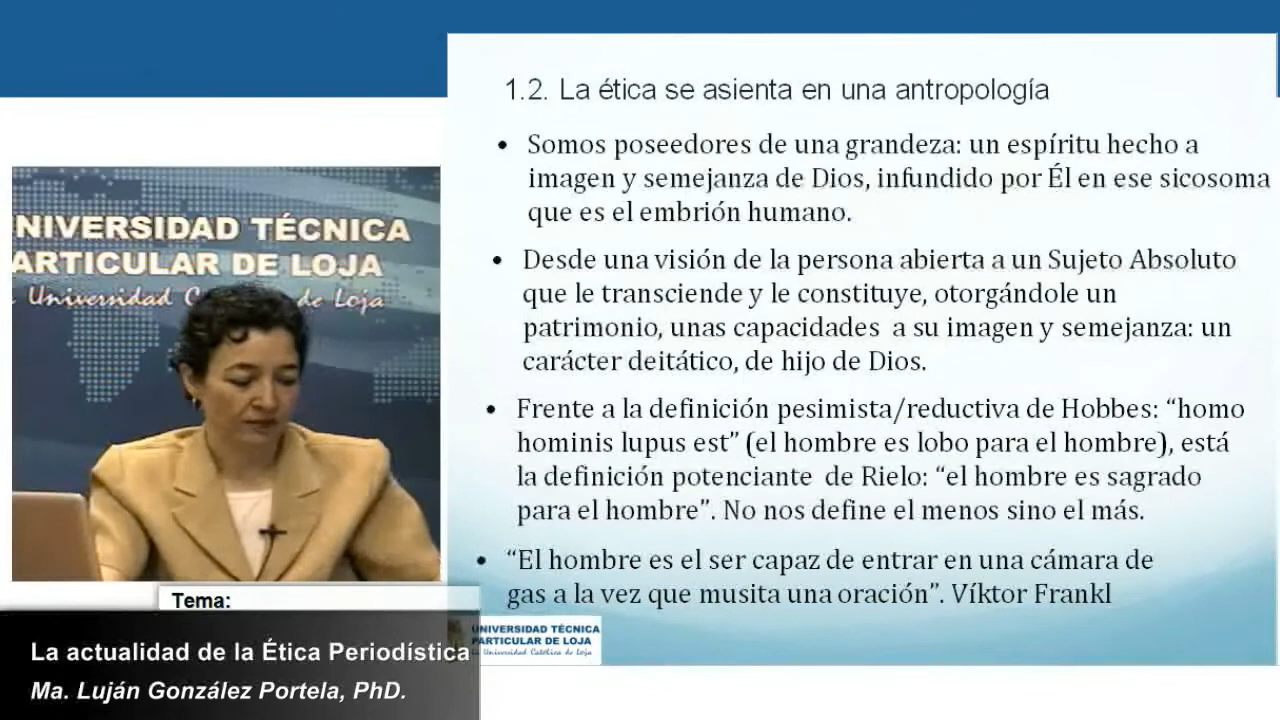 1.2. La ética se asienta en una antropología
• Somos poseedores de una grandeza: un espíritu hecho a
imagen y semejanza de Dios, infundido por Él en ese sicosoma
que es el embrión humano.
• Desde una visión de la persona abierta a un Sujeto Absoluto
que le transciende y le constituye, otorgándole un
patrimonio, unas capacidades a su imagen y semejanza: un
carácter deitático, de hijo de Dios.
• Frente a la definición pesimista/reductiva de Hobbes: “homo
hominis lupus est” (el hombre es lobo para el hombre), está
la definición potenciante de Rielo: “el hombre es sagrado
para el hombre”. No nos define el menos sino el más.
• “El hombre es el ser capaz de entrar en una cámara de
gas a la vez que musita una oración”. Víktor Frankl
NIVERSIDAD TÉCNICA
ARTICULAR DE LOJA
Universidad de Loja
Tema:
La actualidad de la Ética Periodística
Ma. Luján González Portela, PhD.
UNIVERSIDAD TÉCNICA
PARTICULAR DE LOJA
La Universidad Católica de Loja